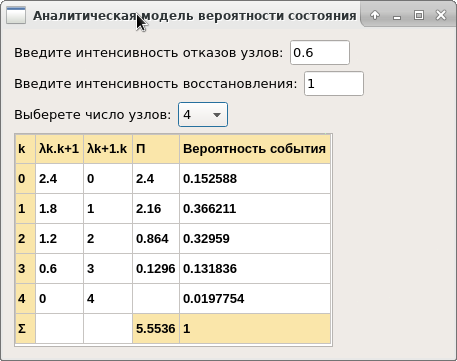 Аналитическая модель вероятности состояния
Введите интенсивность отказов узлов: 0.6
Введите интенсивность восстановления: 1
Выберете число узлов: 4
k λk.k+1 λk+1.k П Вероятность события
0 2.4 0 2.4 0.152588
1 1.8 1 2.16 0.366211
2 1.2 2 0.864 0.32959
3 0.6 3 0.1296 0.131836
4 0 4 0.0197754
Σ 5.5536 1